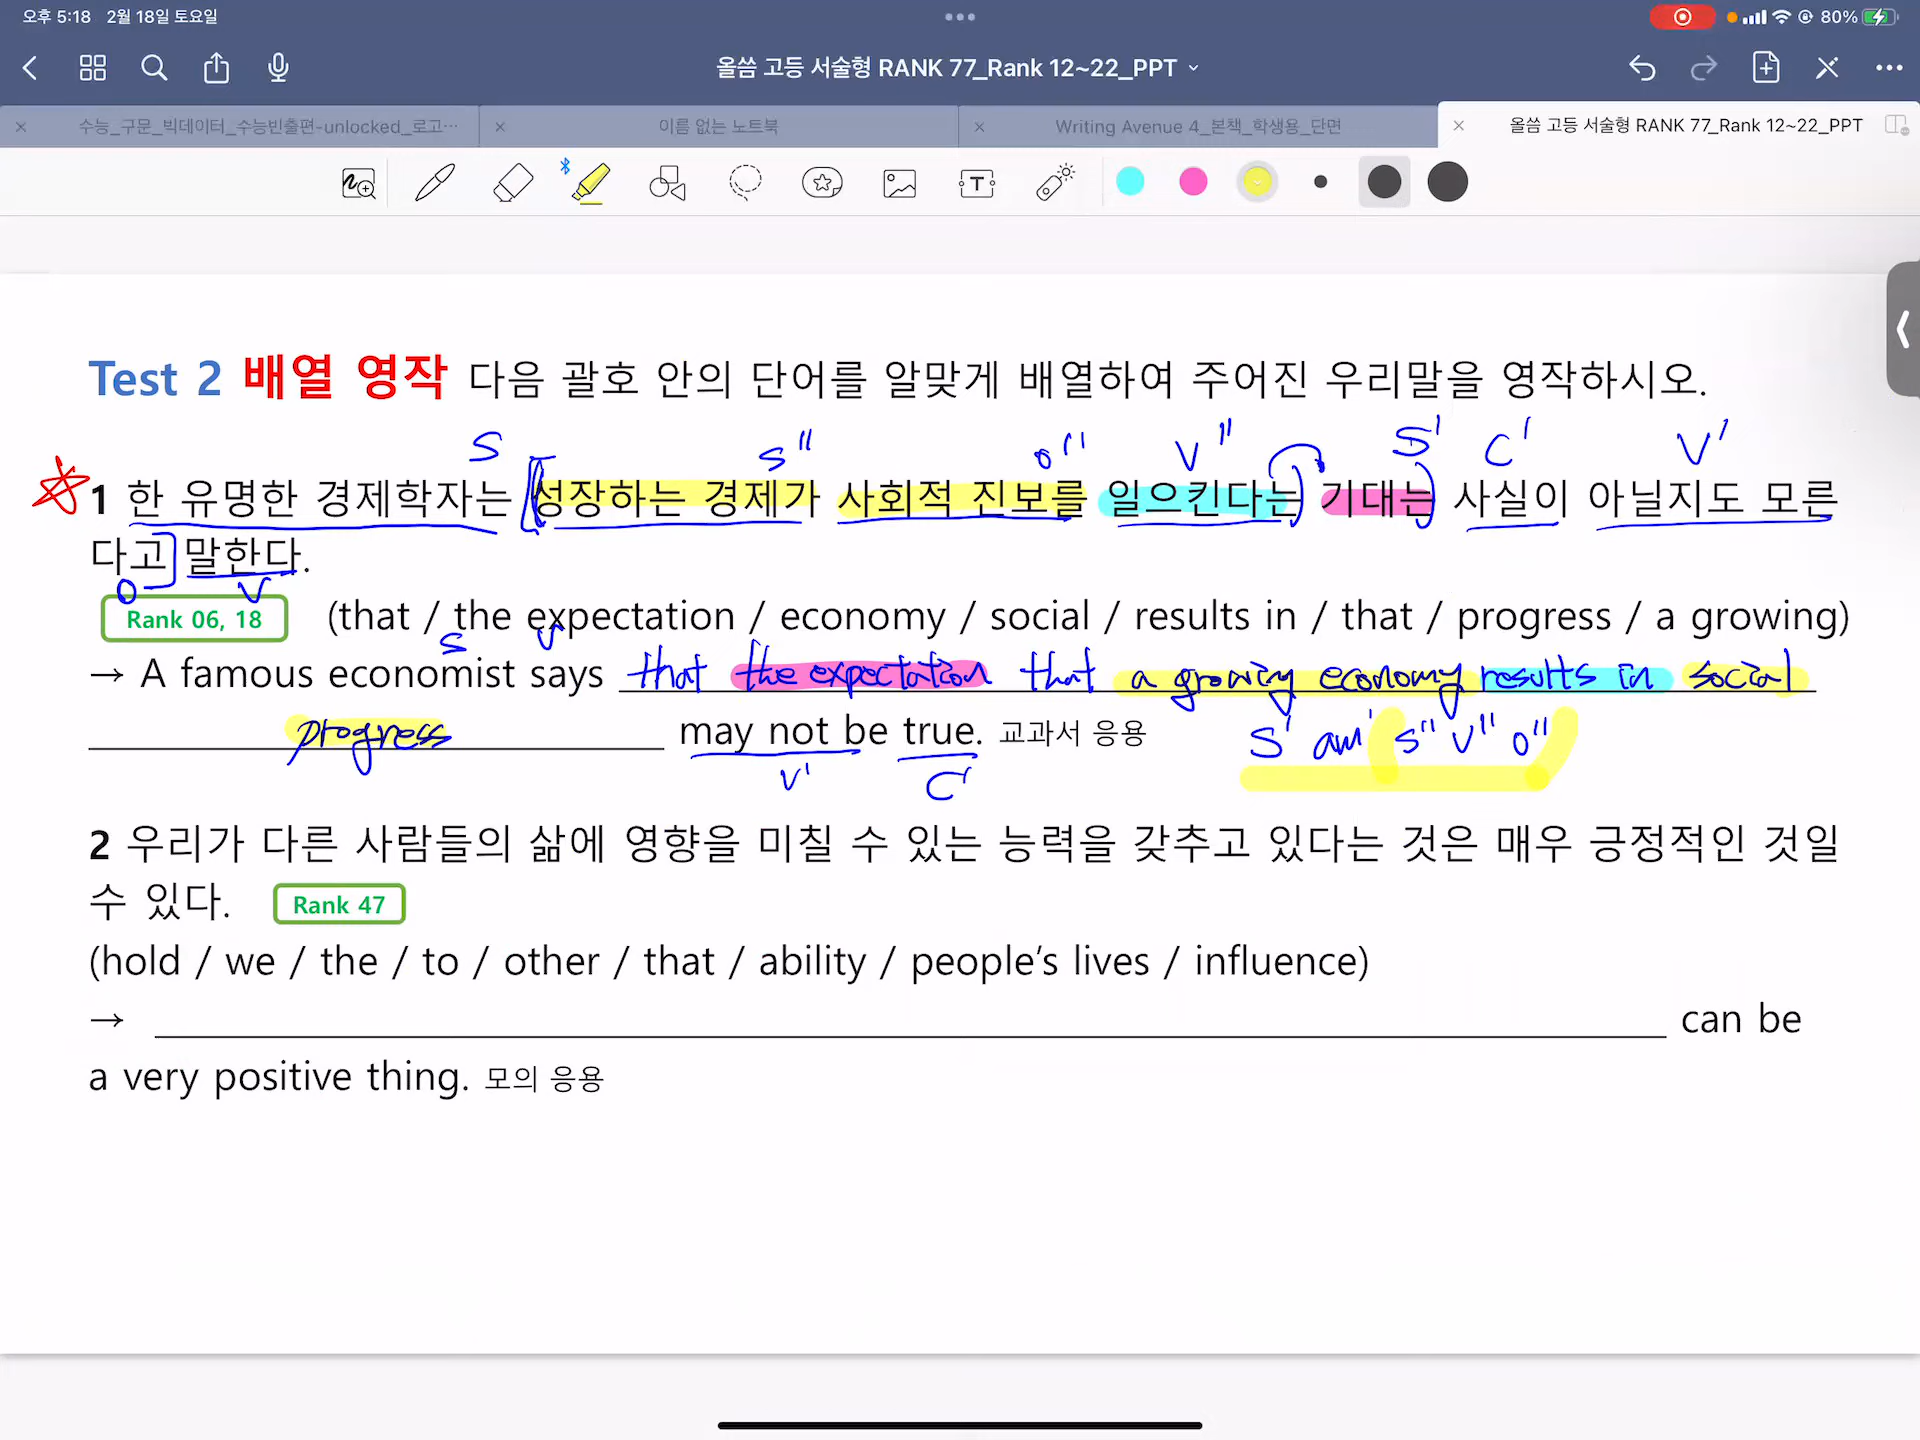 오후 5:18 2월 18일 토요일
80%
올씀 고등 서술형 RANK 77_Rank 12~22_PPT
수능_구문_빅데이터_수능빈출편-unlocked_로고… 이름 없는 노트북 Writing Avenue 4_본책_학생용_단면 올씀 고등 서술형 RANK 77_Rank 12~22_PPT
Test 2 배열 영작 다음 괄호 안의 단어를 알맞게 배열하여 주어진 우리말을 영작하시오.
S S" O" V" S' C' V'
1 한 유명한 경제학자는 성장하는 경제가 사회적 진보를 일으킨다는 기대는 사실이 아닐지도 모른
다고 말한다.
O V
Rank 06, 18 (that / the expectation / economy / social / results in / that / progress / a growing)
S V
→ A famous economist says that the expectation that a growing economy results in social
progress may not be true. 교과서 응용 S' S" V" O"
V' C'
2 우리가 다른 사람들의 삶에 영향을 미칠 수 있는 능력을 갖추고 있다는 것은 매우 긍정적인 것일
수 있다. Rank 47
(hold / we / the / to / other / that / ability / people's lives / influence)
→ can be
a very positive thing. 모의 응용